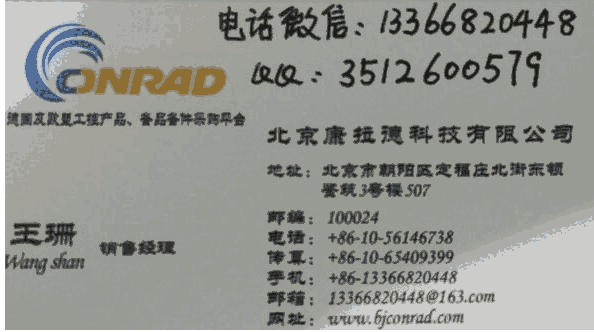 电话微信：13366820448
QQ：3512600579
CONRAD
德国及欧盟工控产品、备品备件采购平台
北京康拉德科技有限公司
地址：北京市朝阳区定福庄北街东领
鉴筑3号楼507
王珊 销售经理
Wang shan
邮编：100024
电话：+86-10-56146738
传真：+86-10-65409399
手机：+86-13366820448
邮箱：13366820448@163.com
网址：www.bjconrad.com